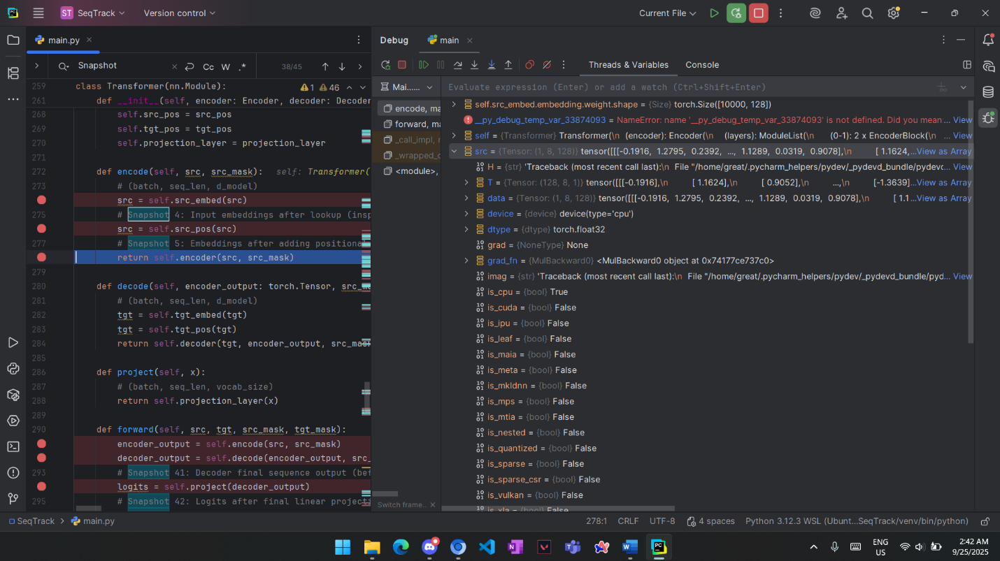 ST SeqTrack Version control Current File
main.py
Debug main
Snapshot Cc W .* 38/45
Threads & Variables Console
259 class Transformer(nn.Module): 1 46
261 def __init__(self, encoder: Encoder, decoder: Decoder
268 self.src_pos = src_pos
269 self.tgt_pos = tgt_pos
270 self.projection_layer = projection_layer
271
272 def encode(self, src, src_mask): self: Transformer(
273 # (batch, seq_len, d_model)
src = self.src_embed(src)
275 # Snapshot 4: Input embeddings after lookup (insp
src = self.src_pos(src)
277 # Snapshot 5: Embeddings after adding positiona
return self.encoder(src, src_mask)
279
280 def decode(self, encoder_output: torch.Tensor, src_m
281 # (batch, seq_len, d_model)
282 tgt = self.tgt_embed(tgt)
283 tgt = self.tgt_pos(tgt)
284 return self.decoder(tgt, encoder_output, src_mas
285
286 def project(self, x):
287 # (batch, seq_len, vocab_size)
288 return self.projection_layer(x)
289
290 def forward(self, src, tgt, src_mask, tgt_mask):
encoder_output = self.encode(src, src_mask)
decoder_output = self.decode(encoder_output, src_
293 # Snapshot 41: Decoder final sequence output (bef
logits = self.project(decoder_output)
295 # Snapshot 42: Logits after final linear projecti
Mai......
encode, ma
forward, ma
_call_impl, r
_wrapped_c
<module>,
Switch frame..
Evaluate expression (Enter) or add a watch (Ctrl+Shift+Enter)
self.src_embed.embedding.weight.shape = {Size} torch.Size([10000, 128])
__py_debug_temp_var_33874093 = NameError: name '__py_debug_temp_var_33874093' is not defined. Did you mean ... View
self = {Transformer} Transformer(\n (encoder): Encoder(\n (layers): ModuleList(\n (0-1): 2 x EncoderBlock(\n ... View
src = {Tensor: (1, 8, 128)} tensor([[[-0.1916, 1.2795, 0.2392, ..., 1.1289, 0.0319, 0.9078],\n [ 1.1624,...View as Array
H = {str} 'Traceback (most recent call last):\n File "/home/great/.pycharm_helpers/pydev/_pydevd_bundle/pydevd... View
T = {Tensor: (128, 8, 1)} tensor([[[-0.1916],\n [ 1.1624],\n [ 0.9052],\n ...,\n [-1.3639]...View as Array
data = {Tensor: (1, 8, 128)} tensor([[[-0.1916, 1.2795, 0.2392, ..., 1.1289, 0.0319, 0.9078],\n [ 1.1...View as Array
device = {device} device(type='cpu')
dtype = {dtype} torch.float32
grad = {NoneType} None
grad_fn = {MulBackward0} <MulBackward0 object at 0x74177ce737c0>
imag = {str} 'Traceback (most recent call last):\n File "/home/great/.pycharm_helpers/pydev/_pydevd_bundle/pyd... View
is_cpu = {bool} True
is_cuda = {bool} False
is_ipu = {bool} False
is_leaf = {bool} False
is_maia = {bool} False
is_meta = {bool} False
is_mkldnn = {bool} False
is_mps = {bool} False
is_mtia = {bool} False
is_nested = {bool} False
is_quantized = {bool} False
is_sparse = {bool} False
is_sparse_csr = {bool} False
is_vulkan = {bool} False
is_xla = {bool} False
SeqTrack > main.py 278:1 CRLF UTF-8 4 spaces Python 3.12.3 WSL (Ubunt...SeqTrack/venv/bin/python)
ENG
US
2:42 AM
9/25/2025